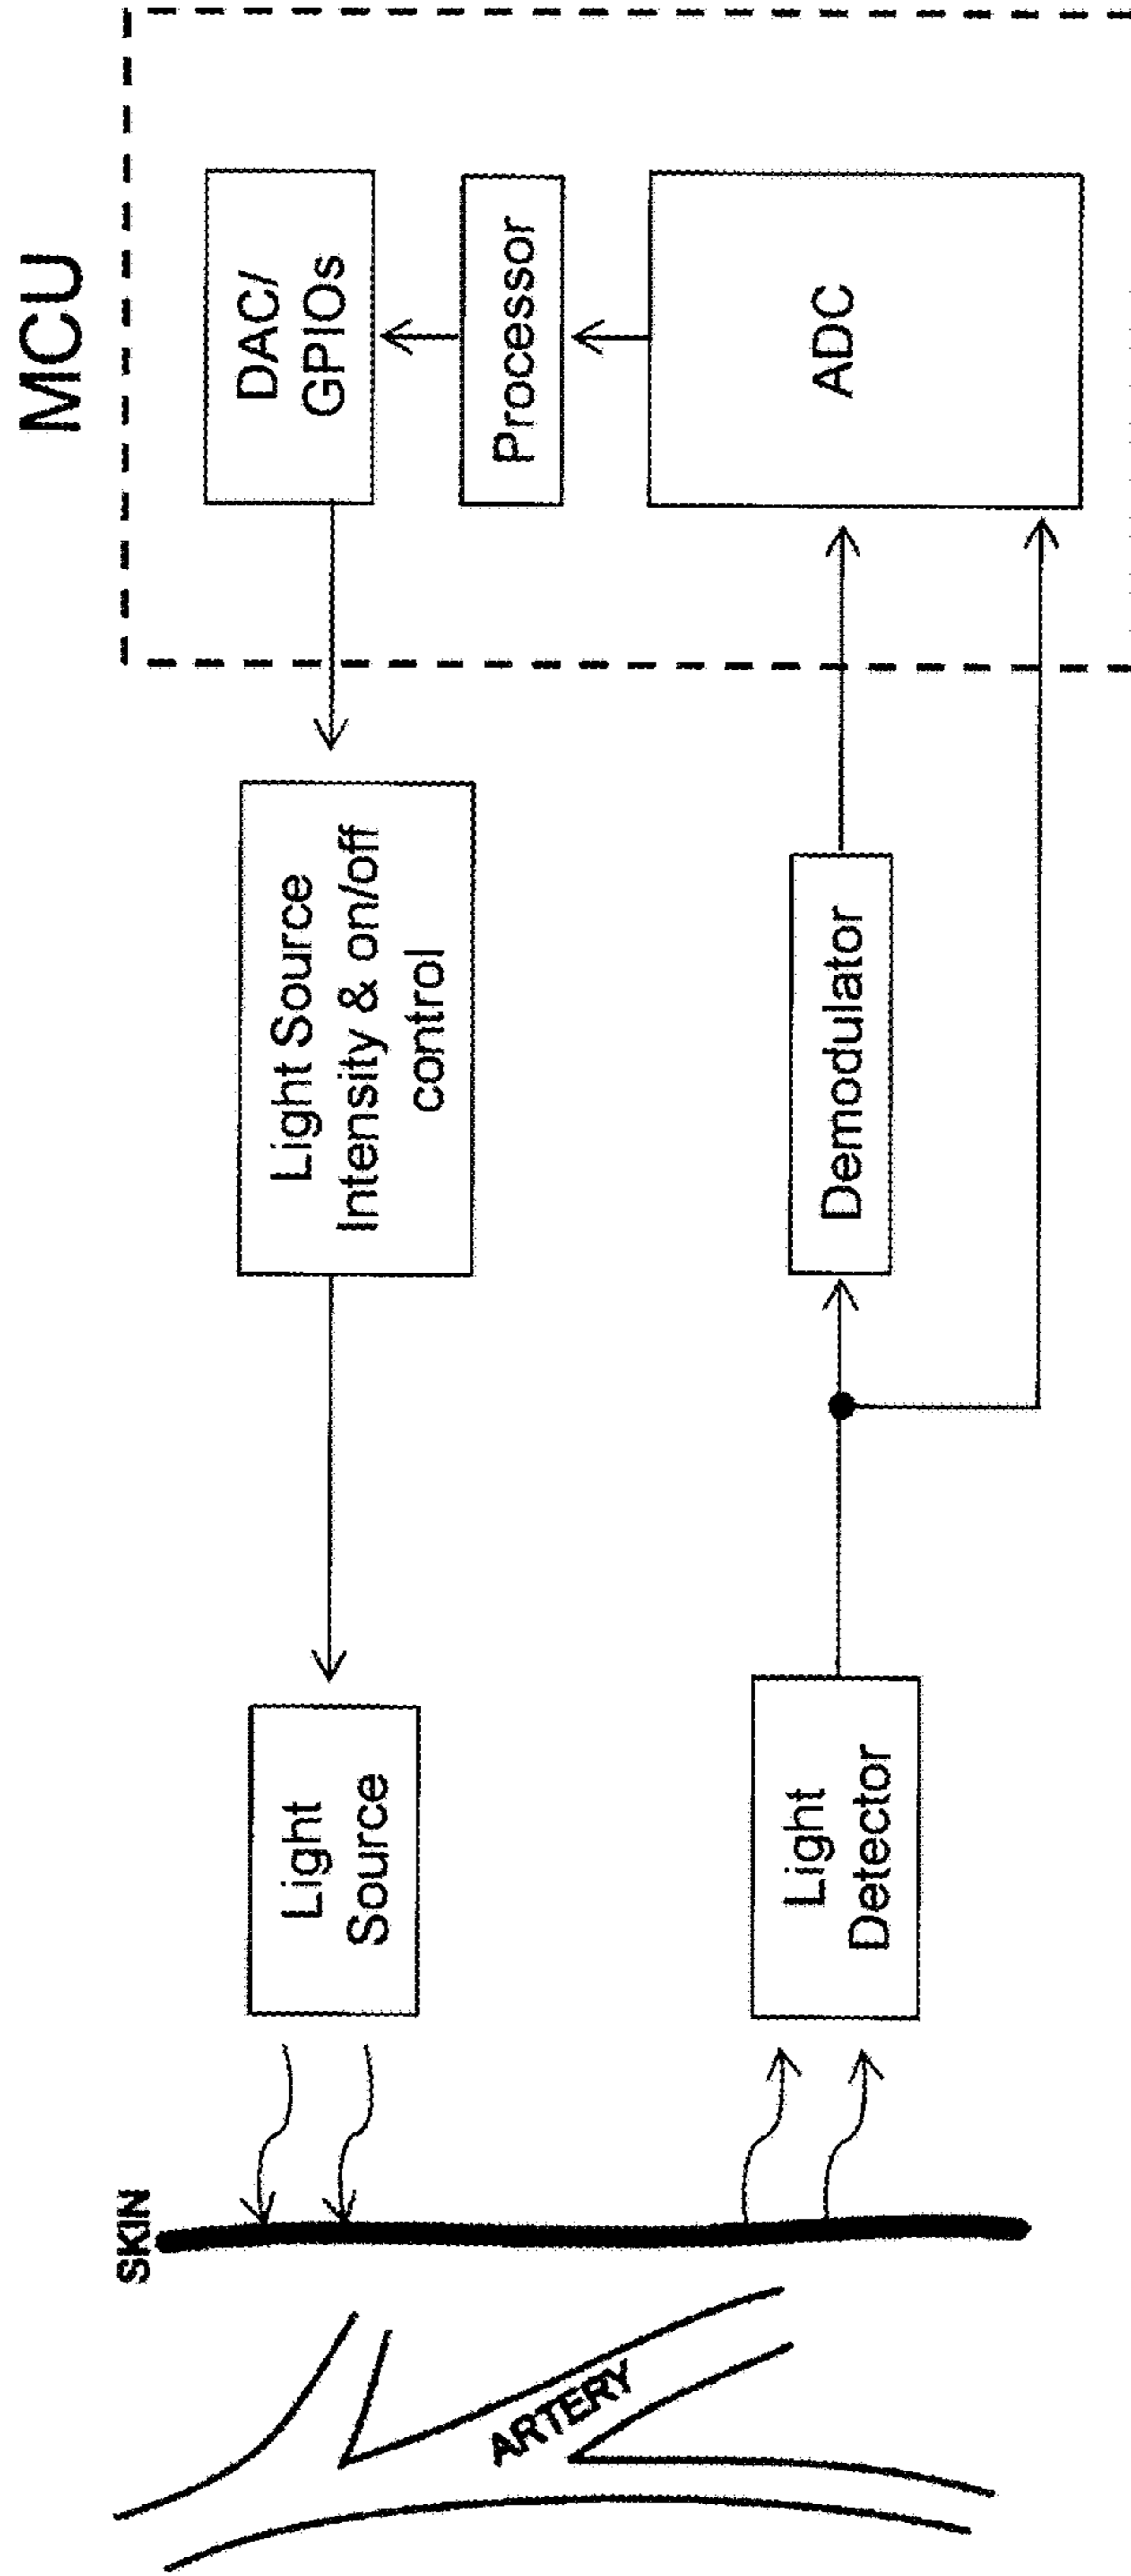 MCU
SKIN
Light
Source
Light Source
Intensity & on/off
control
DAC/
GPIOs
Processor
ARTERY
Light
Detector
Demodulator
ADC